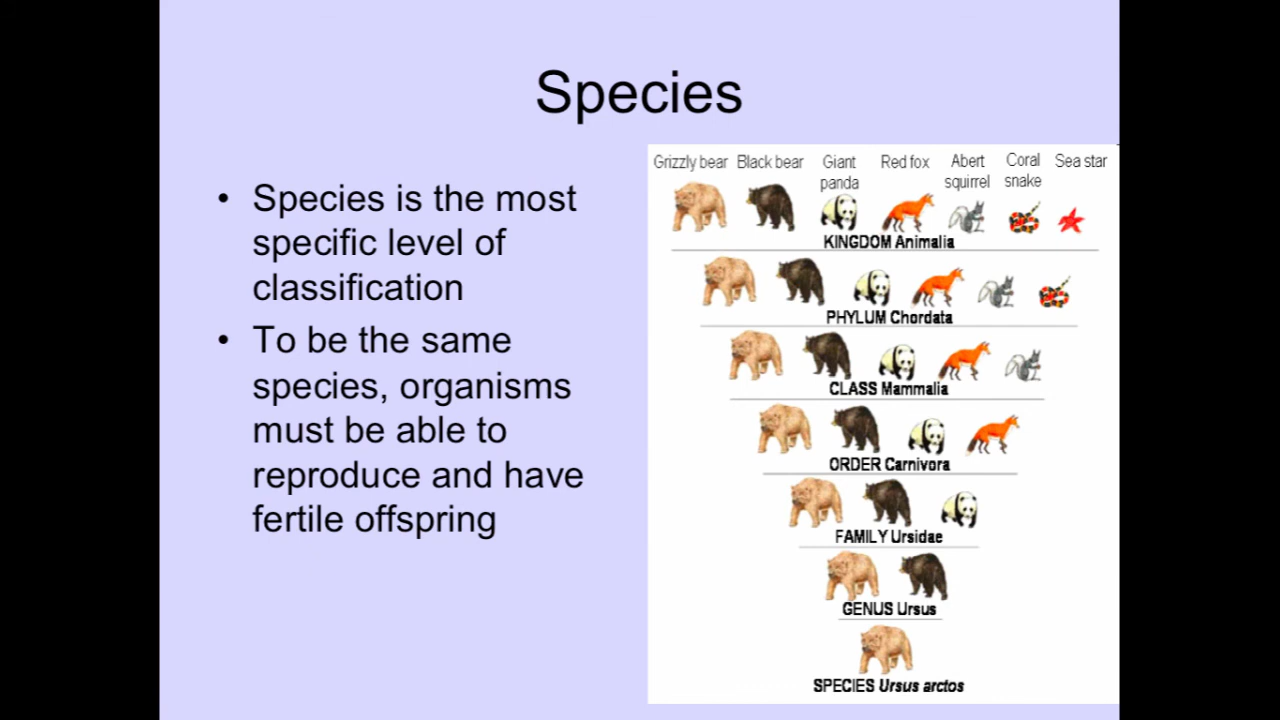 Species
• Species is the most
specific level of
classification
• To be the same
species, organisms
must be able to
reproduce and have
fertile offspring
Grizzly bear Black bear Giant panda Red fox Abert squirrel Coral snake Sea star
KINGDOM Animalia
PHYLUM Chordata
CLASS Mammalia
ORDER Carnivora
FAMILY Ursidae
GENUS Ursus
SPECIES Ursus arctos